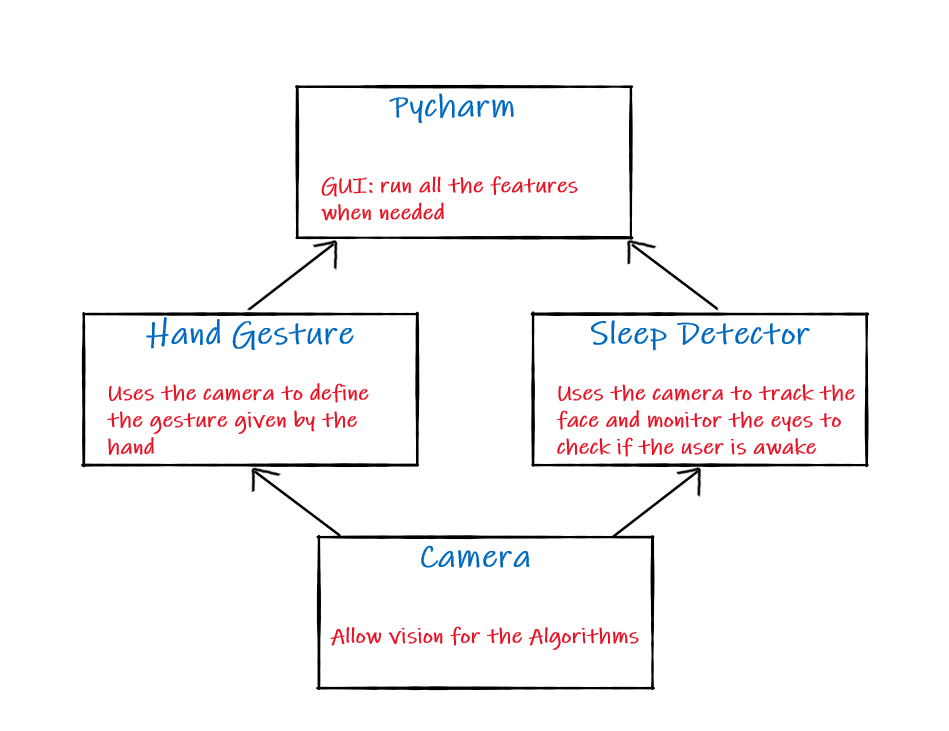 Pycharm
GUI: run all the features
when needed
Hand Gesture
Uses the camera to define
the gesture given by the
hand
Sleep Detector
Uses the camera to track the
face and monitor the eyes to
check if the user is awake
Camera
Allow vision for the Algorithms